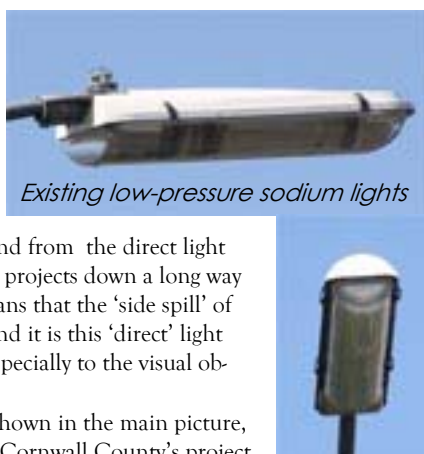 Existing low-pressure sodium lights
nd from the direct light
projects down a long way
ans that the ‘side spill’ of
nd it is this ‘direct’ light
pecially to the visual ob-
hown in the main picture,
Cornwall County’s project